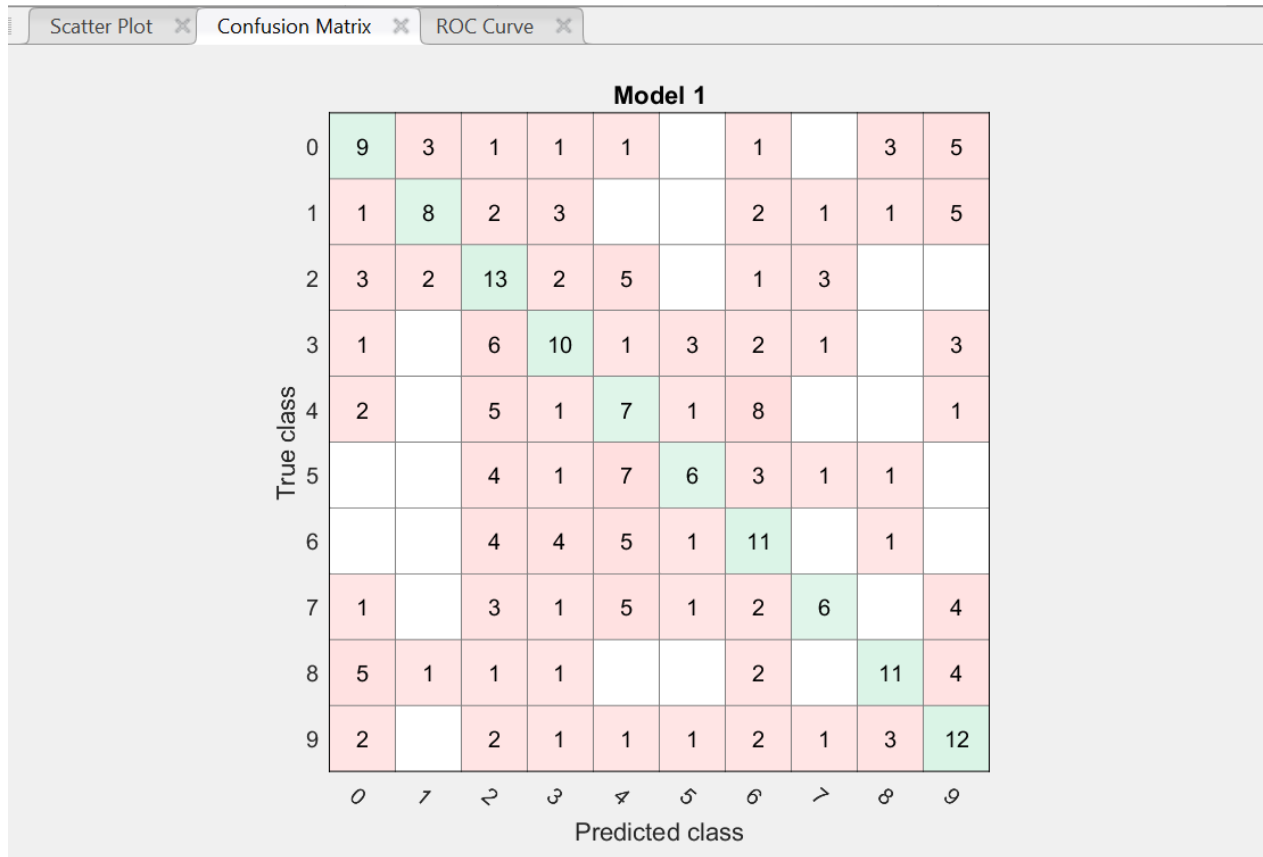 Scatter Plot Confusion Matrix ROC Curve
Model 1
0 9 3 1 1 1 1 3 5
1 1 8 2 3 2 1 1 5
2 3 2 13 2 5 1 3
3 1 6 10 1 3 2 1 3
4 2 5 1 7 1 8 1
5 4 1 7 6 3 1 1
6 4 4 5 1 11 1
7 1 3 1 5 1 2 6 4
8 5 1 1 1 2 11 4
9 2 2 1 1 1 2 1 3 12
True class
0 1 2 3 4 5 6 7 8 9
Predicted class